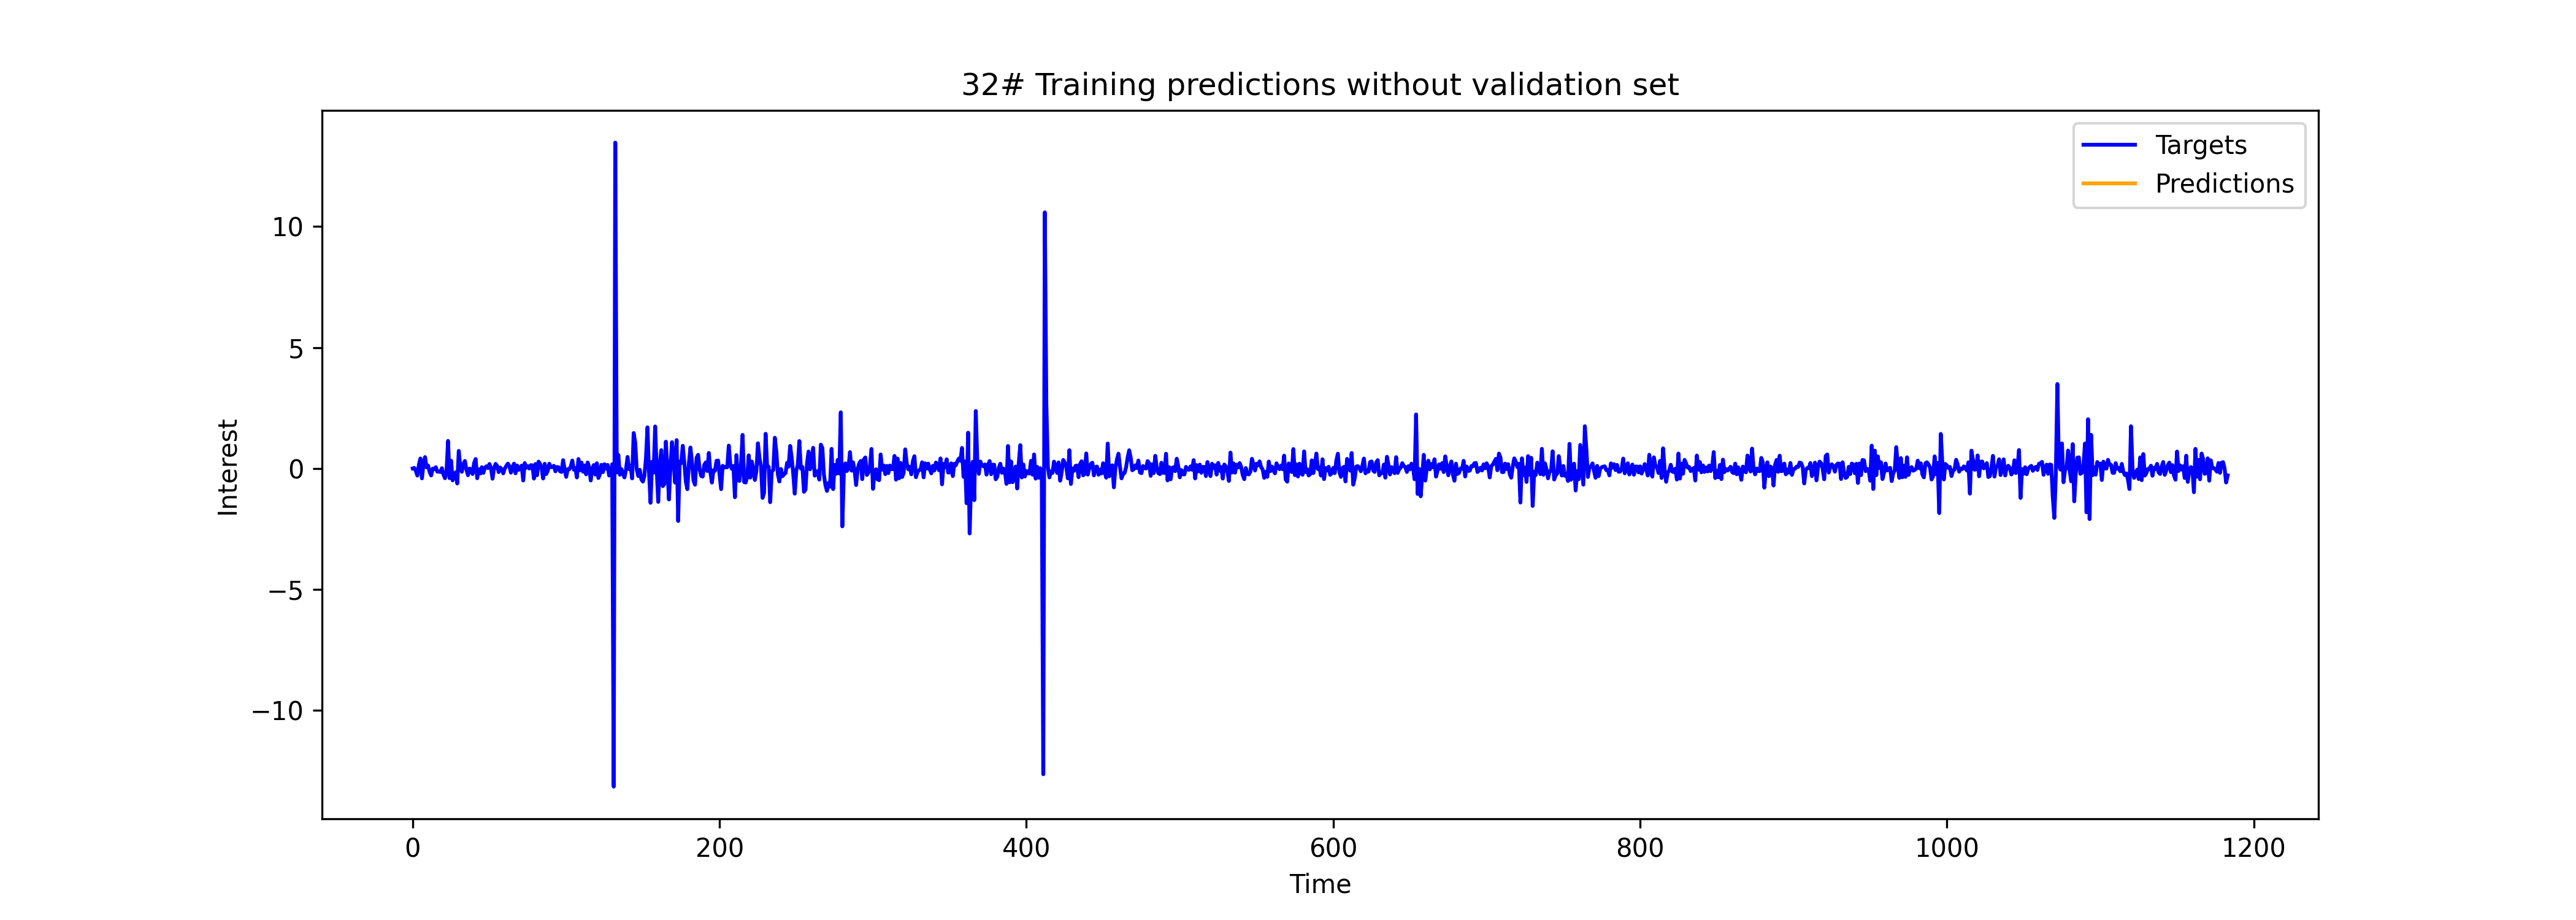 32# Training predictions without validation set
Targets
Predictions
10
5
0
−5
−10
Interest
0
200
400
600
800
1000
1200
Time